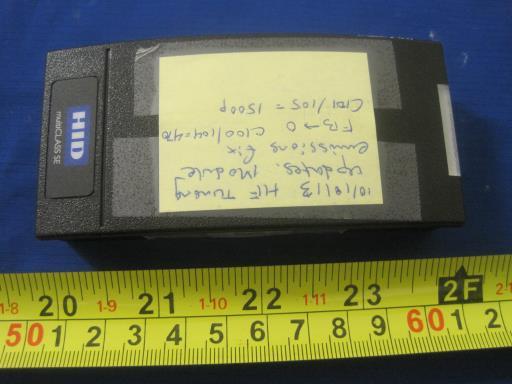 HID
multiCLASS SE
10/10/13 HF Tuning
Updates. Module
emissions fix
FB → 0 C100/104=470
C101/105 = 1500p
1-8 20 1-9 21 1-10 22 1-11 23 2F
50 1 2 3 4 5 6 7 8 9 60 1 2